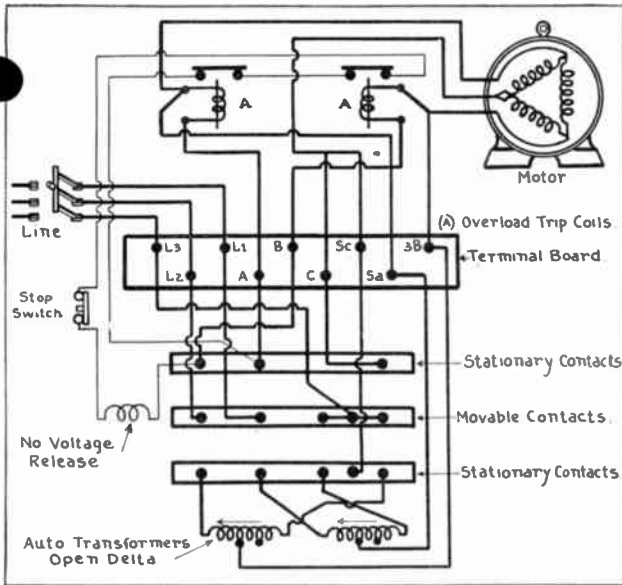 A
A
Motor
Line
(A) Overload Trip Coils
L3
L1
B
Sc
3B
Terminal Board
L2
A
C
Sa
Stop
Switch
Stationary Contacts
Movable Contacts
No Voltage
Release
Stationary Contacts
Auto Transformers
Open Delta